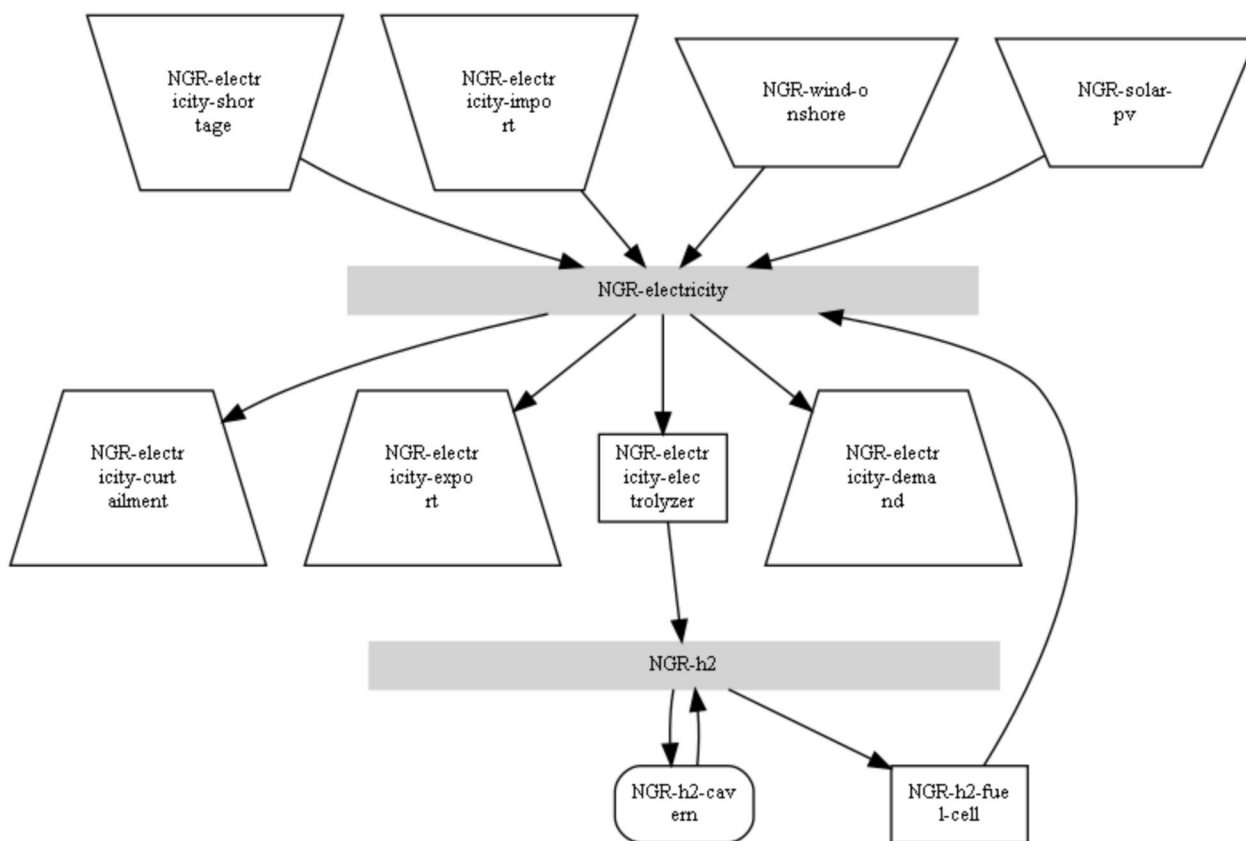 NGR-electr
icity-shor
tage
NGR-electr
icity-impo
rt
NGR-wind-o
nshore
NGR-solar-
pv
NGR-electricity
NGR-electr
icity-curt
ailment
NGR-electr
icity-expo
rt
NGR-electr
icity-elec
trolyzer
NGR-electr
icity-dema
nd
NGR-h2
NGR-h2-cav
ern
NGR-h2-fue
l-cell